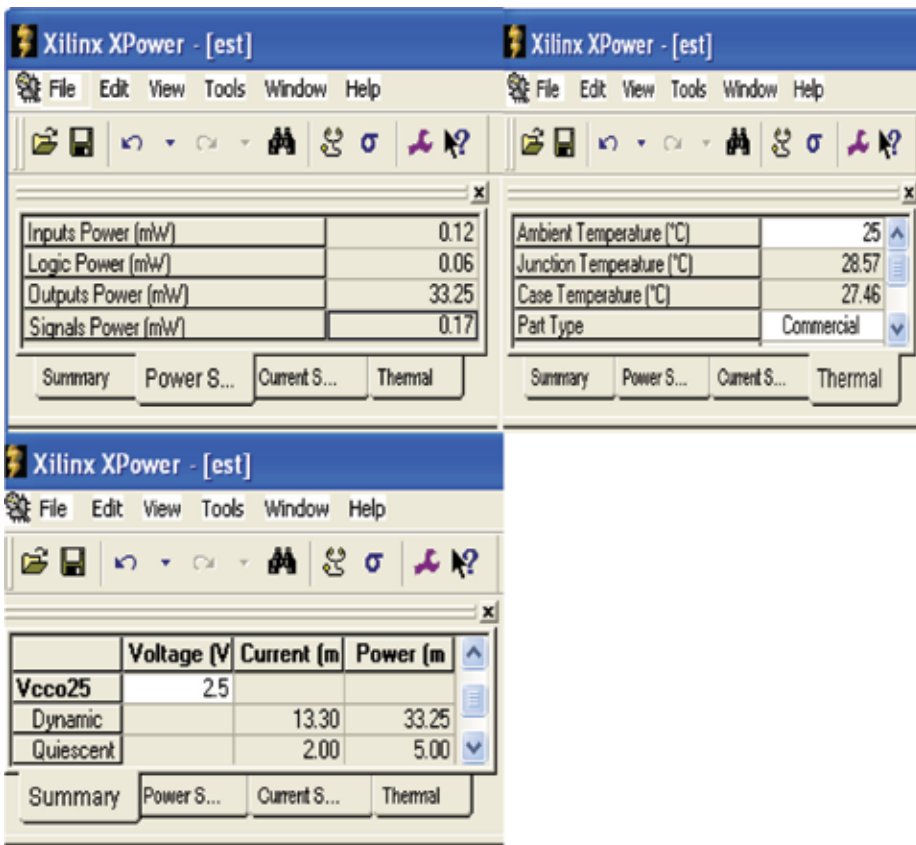 Xilinx XPower - [est]
File Edit View Tools Window Help
Inputs Power (mW) 0.12
Logic Power (mW) 0.06
Outputs Power (mW) 33.25
Signals Power (mW) 0.17
Summary Power S... Current S... Thermal
Xilinx XPower - [est]
File Edit View Tools Window Help
Ambient Temperature (°C) 25
Junction Temperature (°C) 28.57
Case Temperature (°C) 27.46
Part Type Commercial
Summary Power S... Current S... Thermal
Xilinx XPower - [est]
File Edit View Tools Window Help
Voltage (V Current (m Power (m
Vcco25 2.5
Dynamic 13.30 33.25
Quiescent 2.00 5.00
Summary Power S... Current S... Thermal